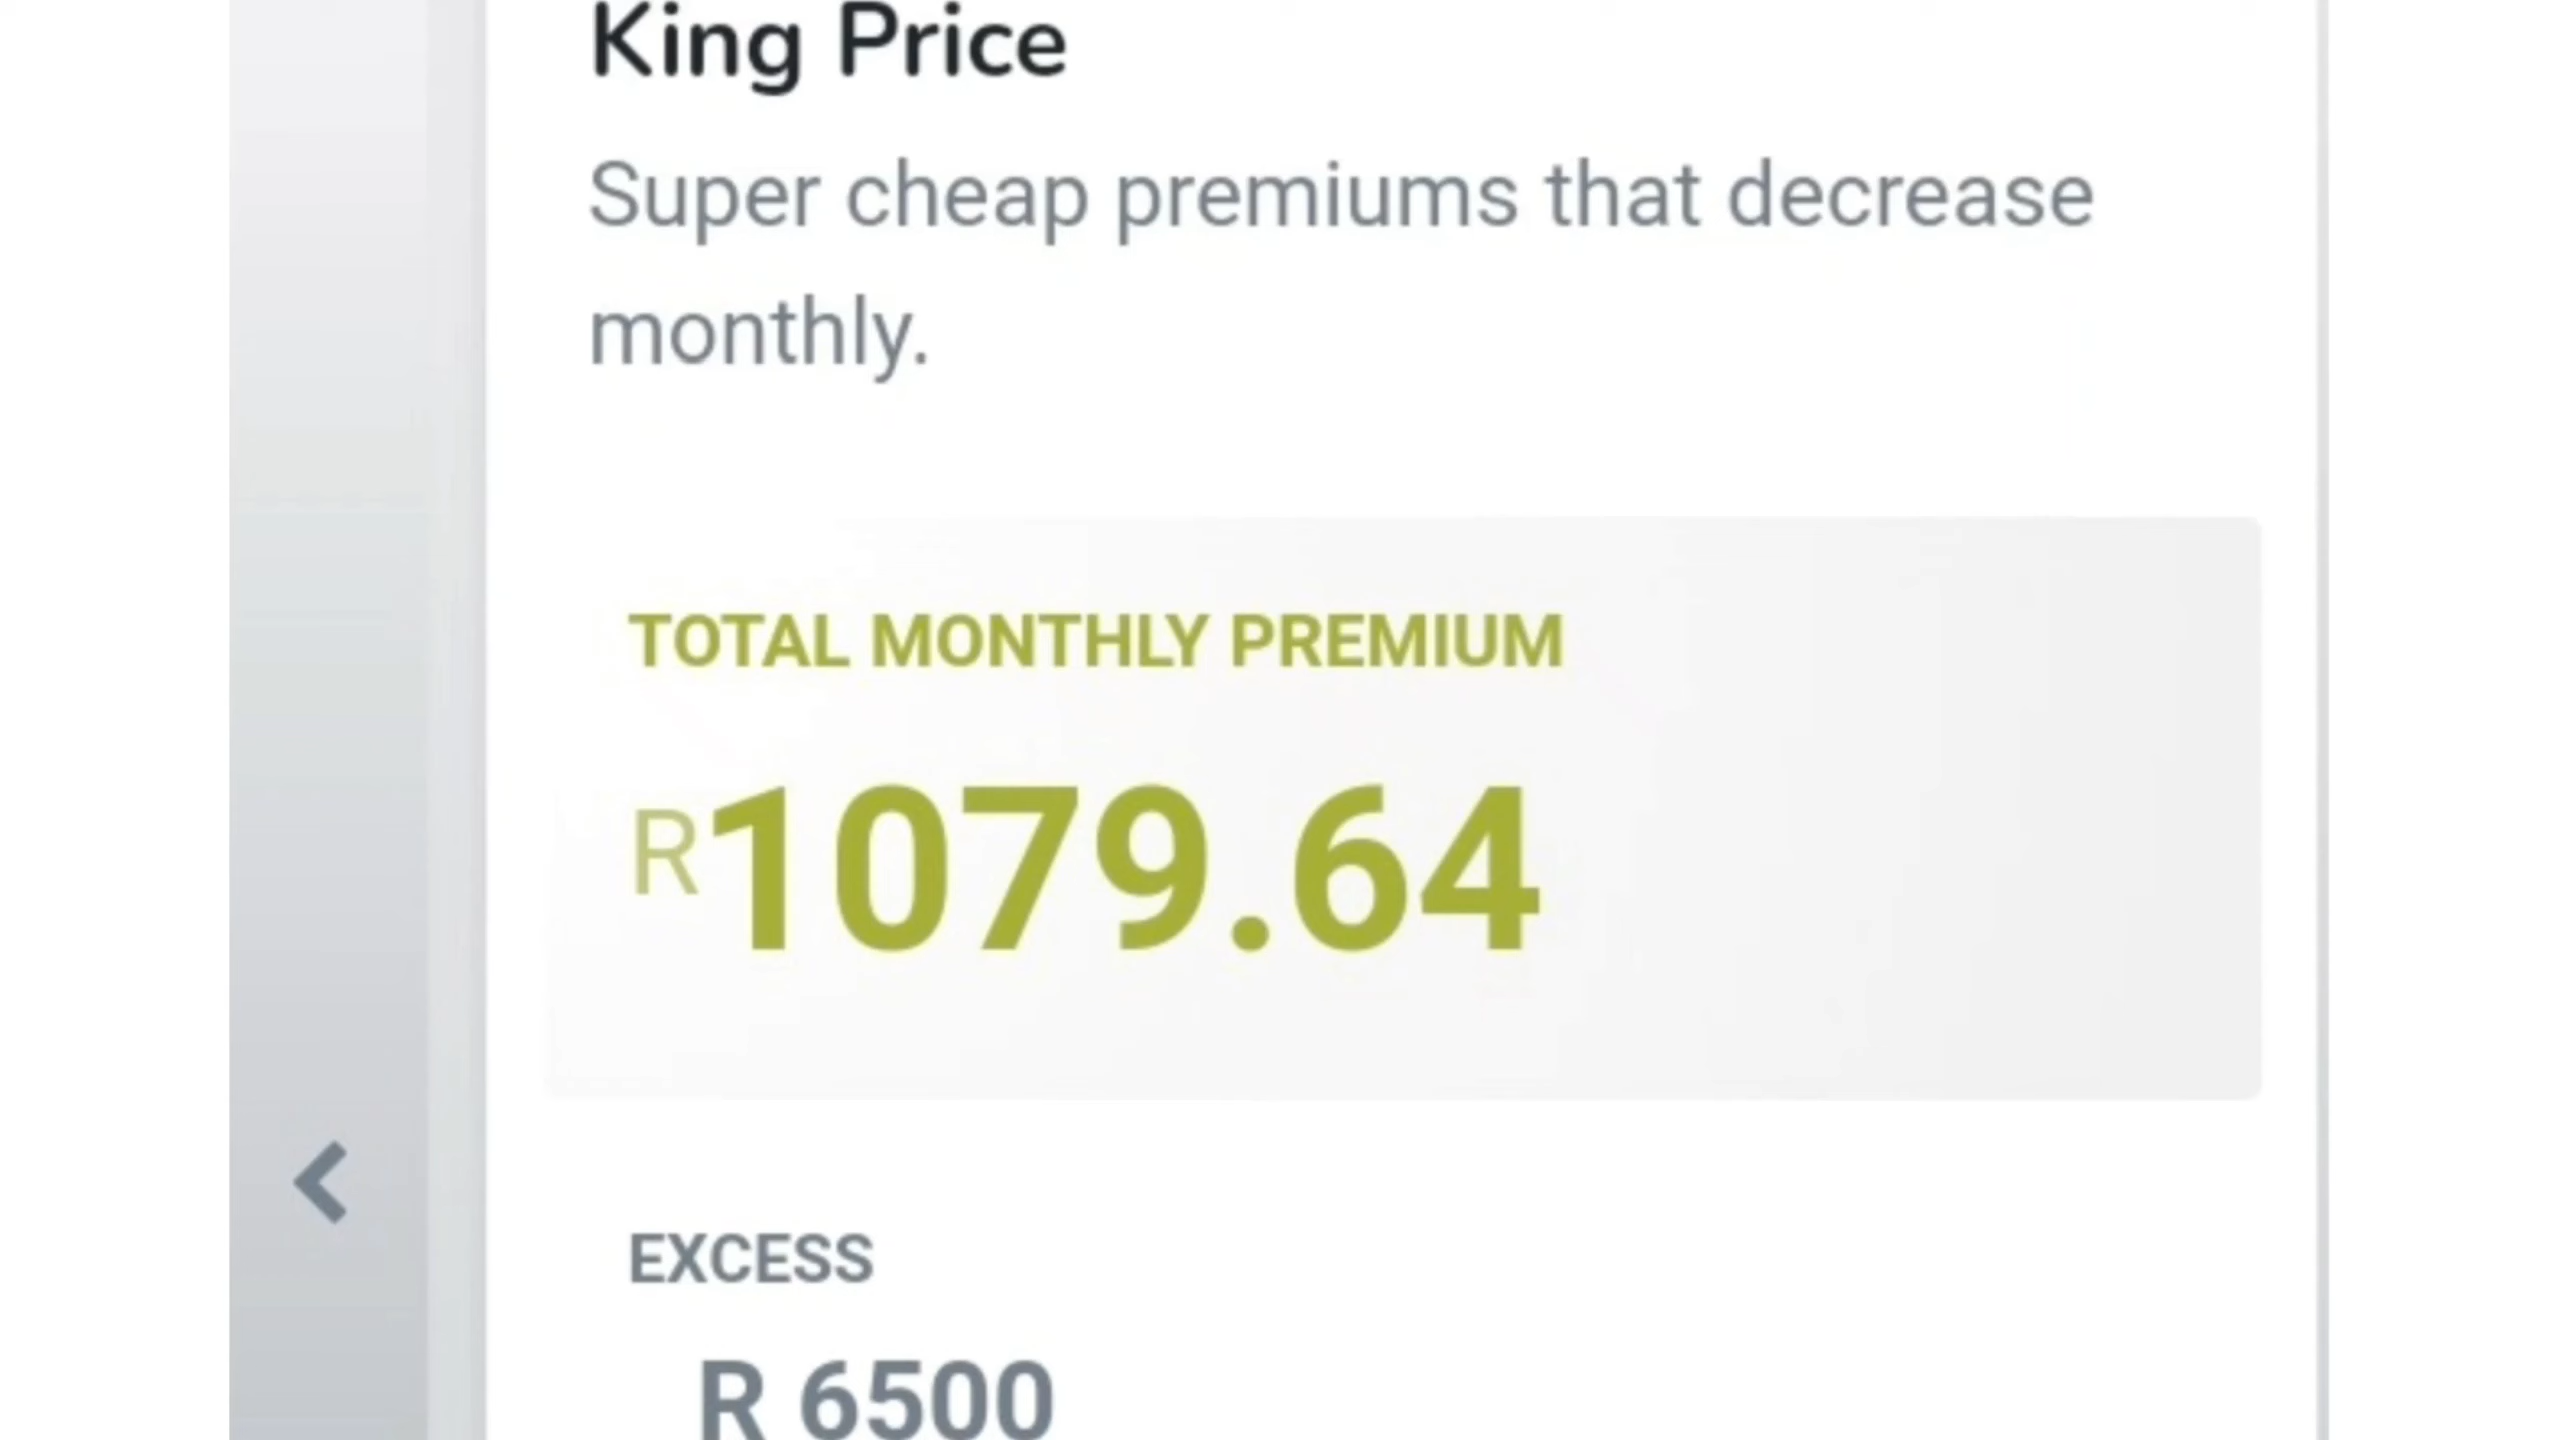 King Price
Super cheap premiums that decrease
monthly.
TOTAL MONTHLY PREMIUM
R1079.64
EXCESS
R 6500